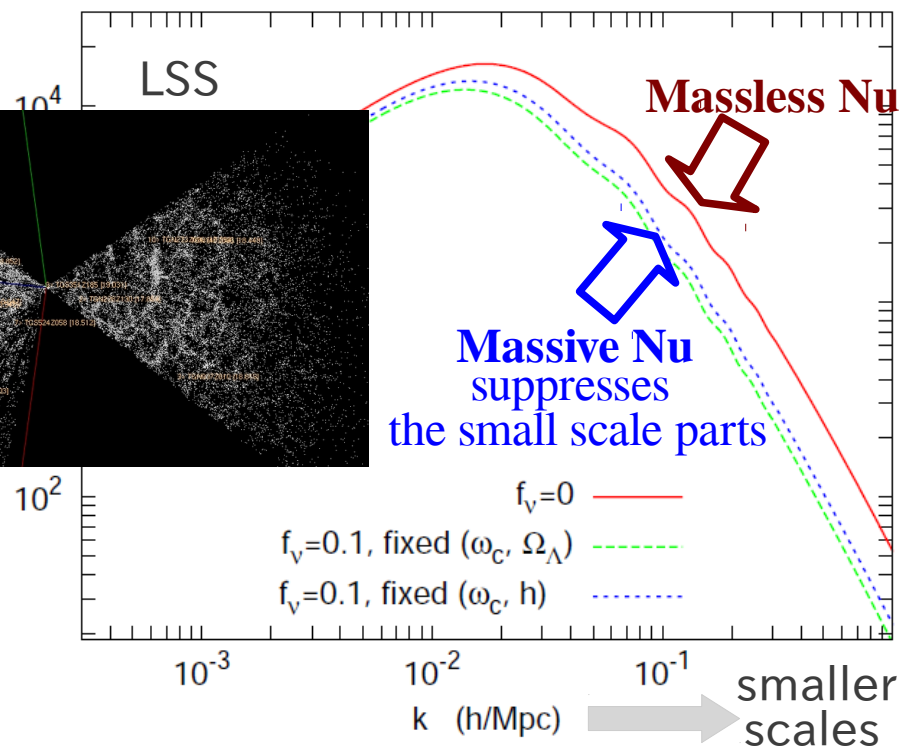 LSS
10^4
Massless Nu
Massive Nu
suppresses
the small scale parts
10^2
f_ν=0
f_ν=0.1, fixed (ω_c, Ω_Λ)
f_ν=0.1, fixed (ω_c, h)
10^-3 10^-2 10^-1
k (h/Mpc)
smaller
scales